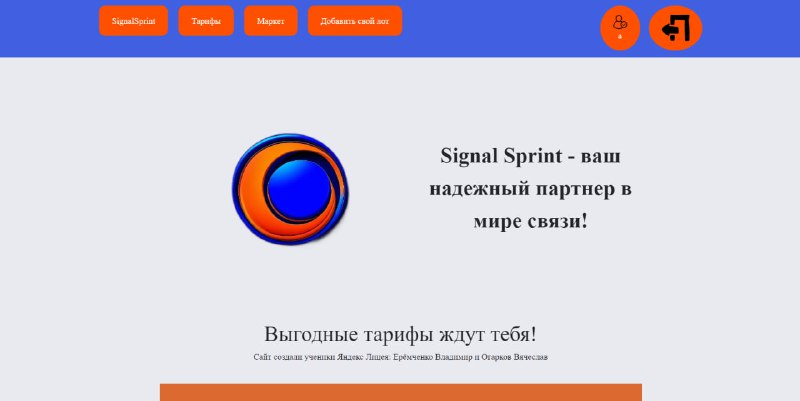 SignalSprint Тарифы Маркет Добавить свой лот
Signal Sprint - ваш
надежный партнер в
мире связи!
Выгодные тарифы ждут тебя!
Сайт создали ученики Яндекс Лицея: Ерёмченко Владимир и Огарков Вячеслав